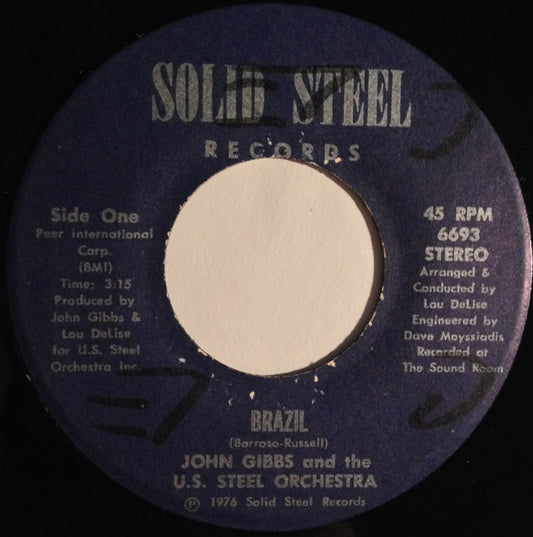 SOLID STEEL
RECORDS
Side One
Peer International
Corp.
(BMI)
Time: 3:15
Produced by
John Gibbs &
Lou DeLise
for U.S. Steel
Orchestra Inc.
45 RPM
6693
STEREO
Arranged &
Conducted by
Lou DeLise
Engineered by
Dave Moyssiadis
Recorded at
The Sound Room
BRAZIL
(Barroso-Russell)
JOHN GIBBS and the
U.S. STEEL ORCHESTRA
℗ 1976 Solid Steel Records